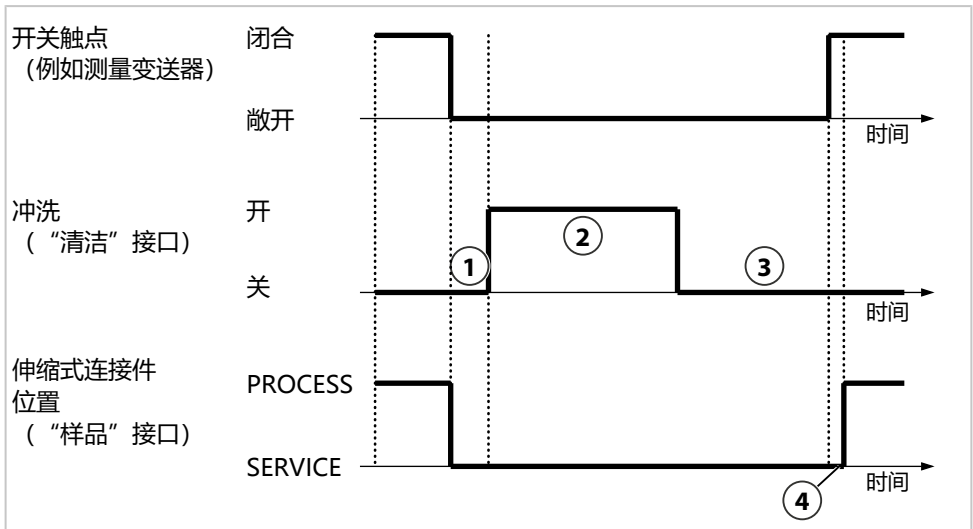 开关触点
（例如测量变送器）
闭合
敞开
时间
冲洗
（“清洁”接口）
开
关
1
2
3
时间
伸缩式连接件
位置
（“样品”接口）
PROCESS
SERVICE
4
时间